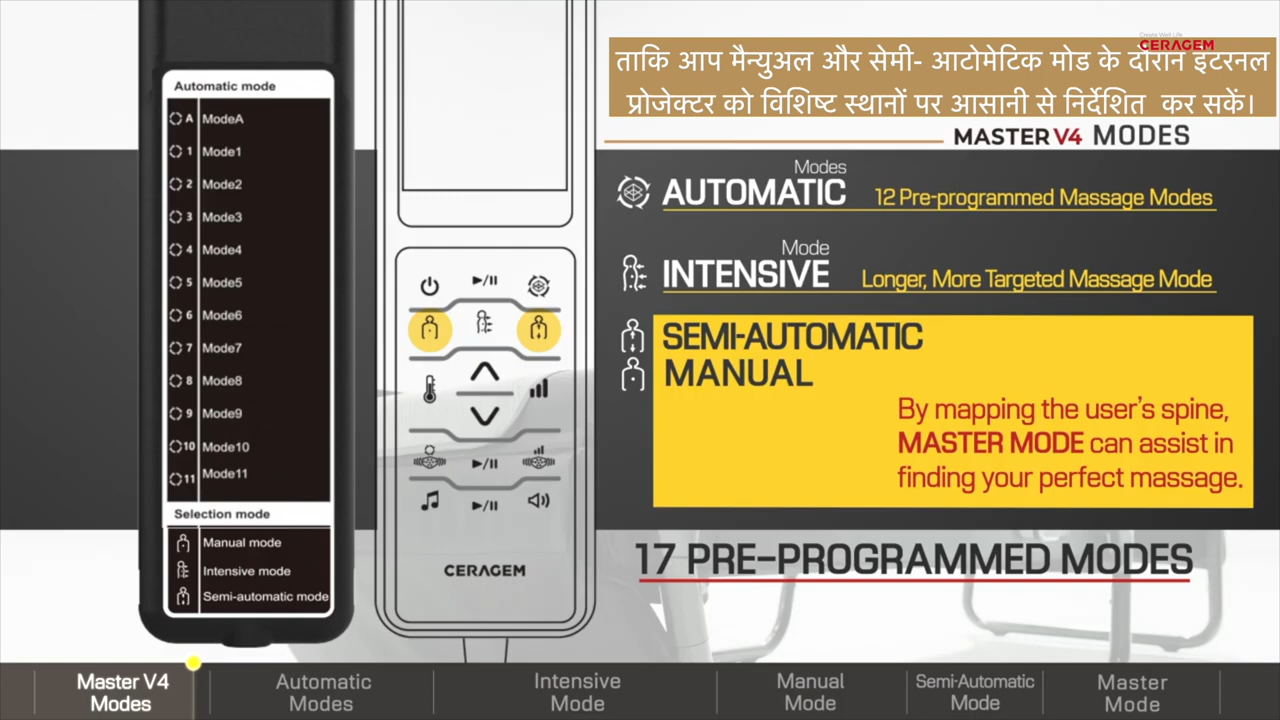 Create Well Life
CERAGEM
ताकि आप मैन्युअल और सेमी- आटोमेटिक मोड के दौरान इंटरनल
प्रोजेक्टर को विशिष्ट स्थानों पर आसानी से निर्देशित कर सकें।
MASTER V4 MODES
Automatic mode
A ModeA
1 Mode1
2 Mode2
3 Mode3
4 Mode4
5 Mode5
6 Mode6
7 Mode7
8 Mode8
9 Mode9
10 Mode10
11 Mode11
Selection mode
Manual mode
Intensive mode
Semi-automatic mode
CERAGEM
Modes
AUTOMATIC 12 Pre-programmed Massage Modes
Mode
INTENSIVE Longer, More Targeted Massage Mode
SEMI-AUTOMATIC
MANUAL
By mapping the user's spine,
MASTER MODE can assist in
finding your perfect massage.
17 PRE-PROGRAMMED MODES
Master V4
Modes
Automatic
Modes
Intensive
Mode
Manual
Mode
Semi-Automatic
Mode
Master
Mode